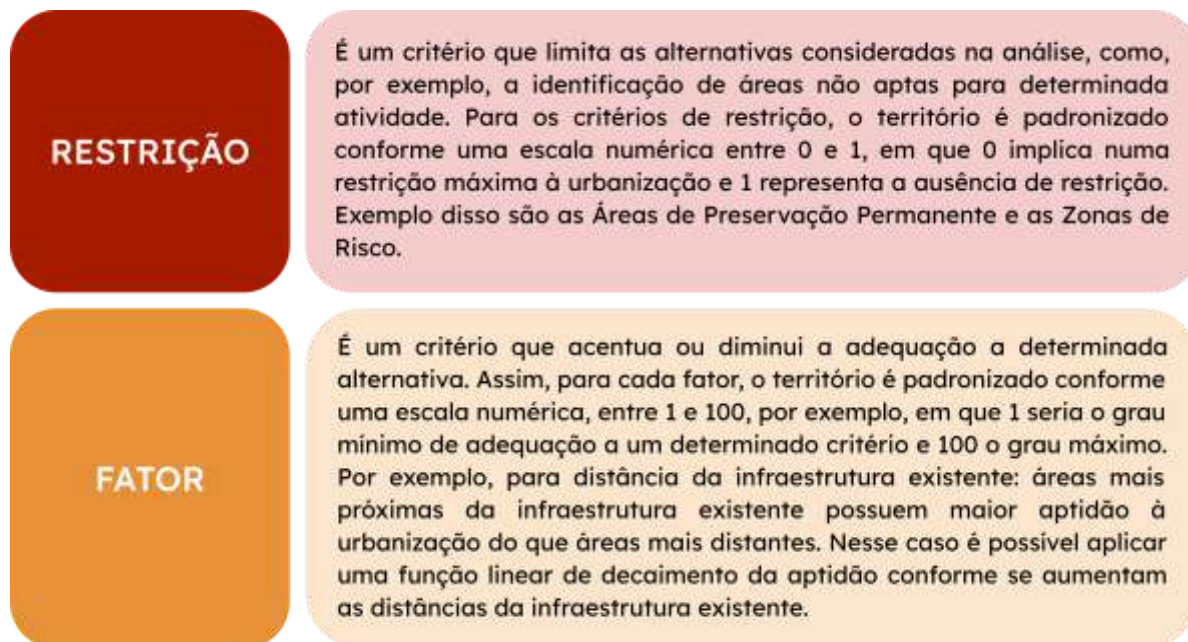 RESTRIÇÃO
É um critério que limita as alternativas consideradas na análise, como,
por exemplo, a identificação de áreas não aptas para determinada
atividade. Para os critérios de restrição, o território é padronizado
conforme uma escala numérica entre 0 e 1, em que 0 implica numa
restrição máxima à urbanização e 1 representa a ausência de restrição.
Exemplo disso são as Áreas de Preservação Permanente e as Zonas de
Risco.
FATOR
É um critério que acentua ou diminui a adequação a determinada
alternativa. Assim, para cada fator, o território é padronizado conforme
uma escala numérica, entre 1 e 100, por exemplo, em que 1 seria o grau
mínimo de adequação a um determinado critério e 100 o grau máximo.
Por exemplo, para distância da infraestrutura existente: áreas mais
próximas da infraestrutura existente possuem maior aptidão à
urbanização do que áreas mais distantes. Nesse caso é possível aplicar
uma função linear de decaimento da aptidão conforme se aumentam
as distâncias da infraestrutura existente.